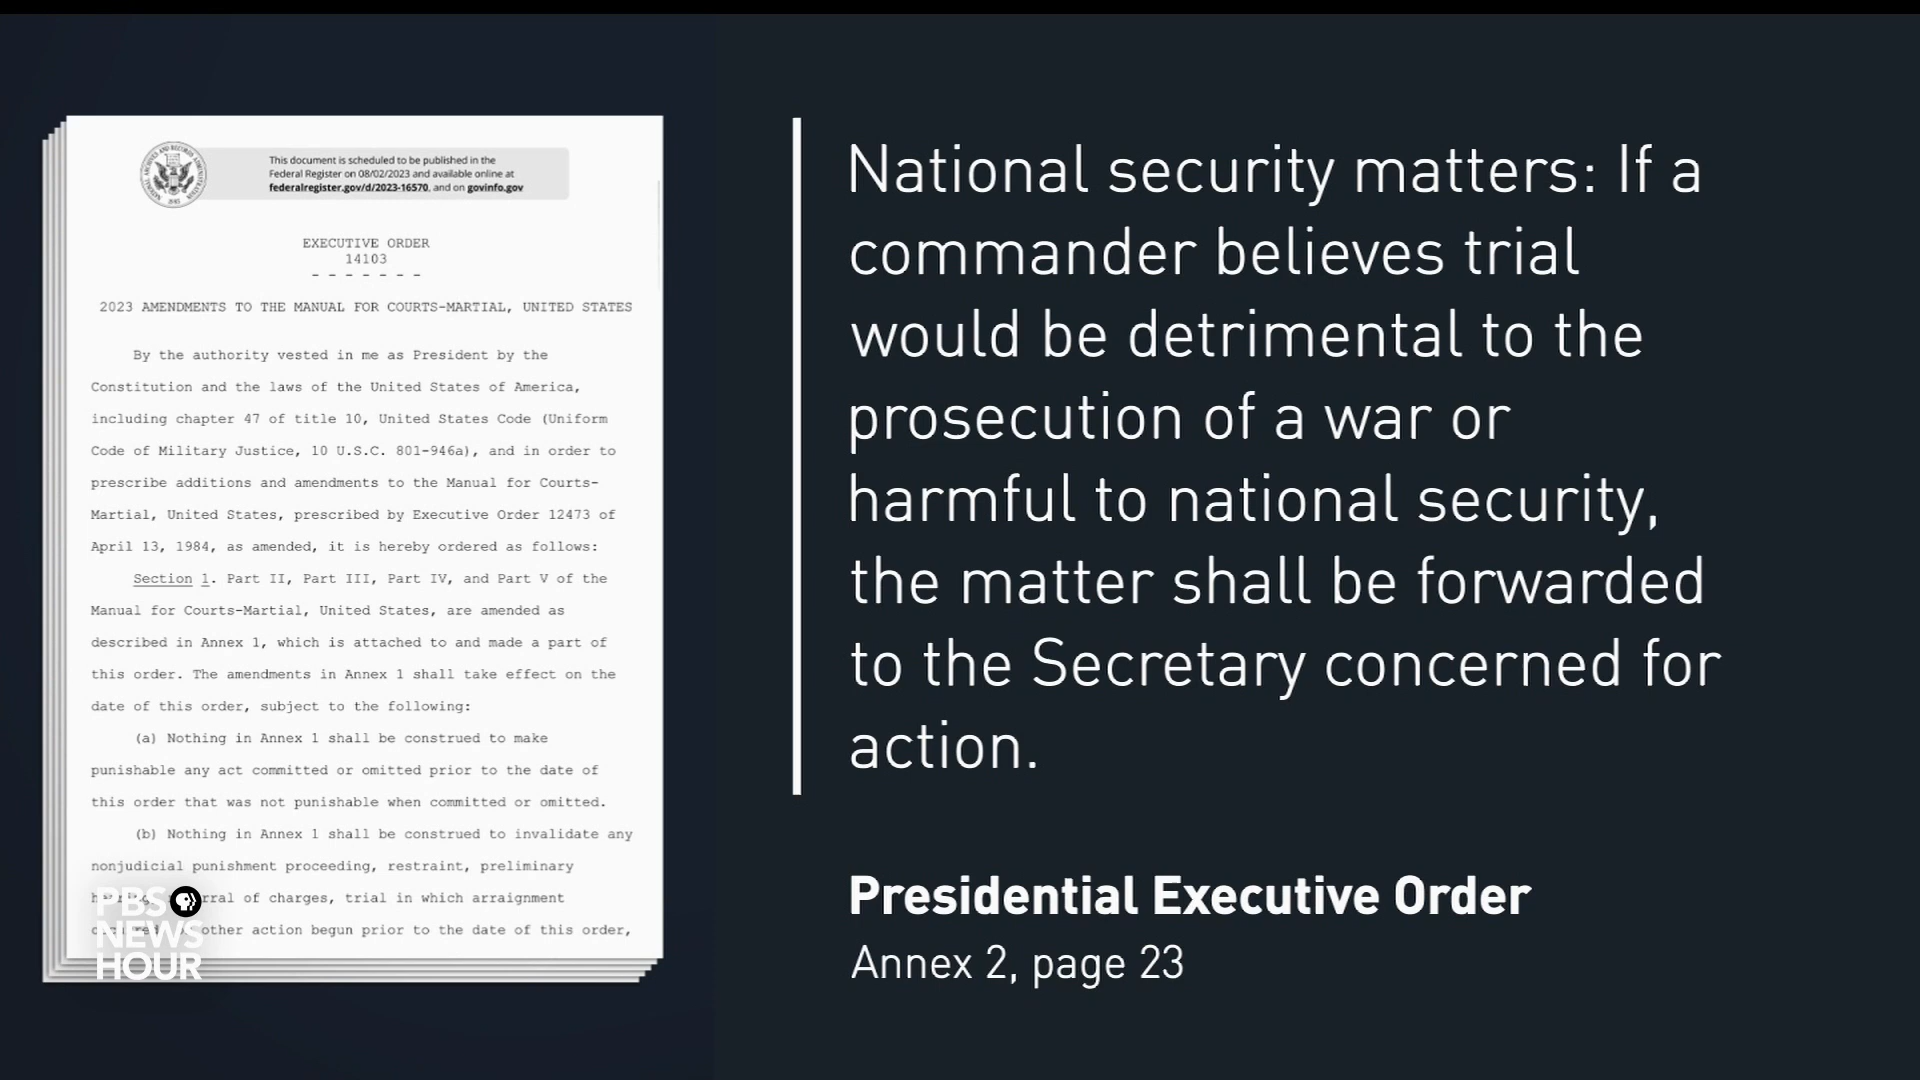 This document is scheduled to be published in the
Federal Register on 08/02/2023 and available online at
federalregister.gov/d/2023-16570, and on govinfo.gov
EXECUTIVE ORDER
14103
- - - - - - -
2023 AMENDMENTS TO THE MANUAL FOR COURTS-MARTIAL, UNITED STATES
By the authority vested in me as President by the
Constitution and the laws of the United States of America,
including chapter 47 of title 10, United States Code (Uniform
Code of Military Justice, 10 U.S.C. 801-946a), and in order to
prescribe additions and amendments to the Manual for Courts-
Martial, United States, prescribed by Executive Order 12473 of
April 13, 1984, as amended, it is hereby ordered as follows:
Section 1. Part II, Part III, Part IV, and Part V of the
Manual for Courts-Martial, United States, are amended as
described in Annex 1, which is attached to and made a part of
this order. The amendments in Annex 1 shall take effect on the
date of this order, subject to the following:
(a) Nothing in Annex 1 shall be construed to make
punishable any act committed or omitted prior to the date of
this order that was not punishable when committed or omitted.
(b) Nothing in Annex 1 shall be construed to invalidate any
nonjudicial punishment proceeding, restraint, preliminary
of charges, trial in which arraignment
other action begun prior to the date of this order,
PBS
NEWS
HOUR
National security matters: If a
commander believes trial
would be detrimental to the
prosecution of a war or
harmful to national security,
the matter shall be forwarded
to the Secretary concerned for
action.
Presidential Executive Order
Annex 2, page 23